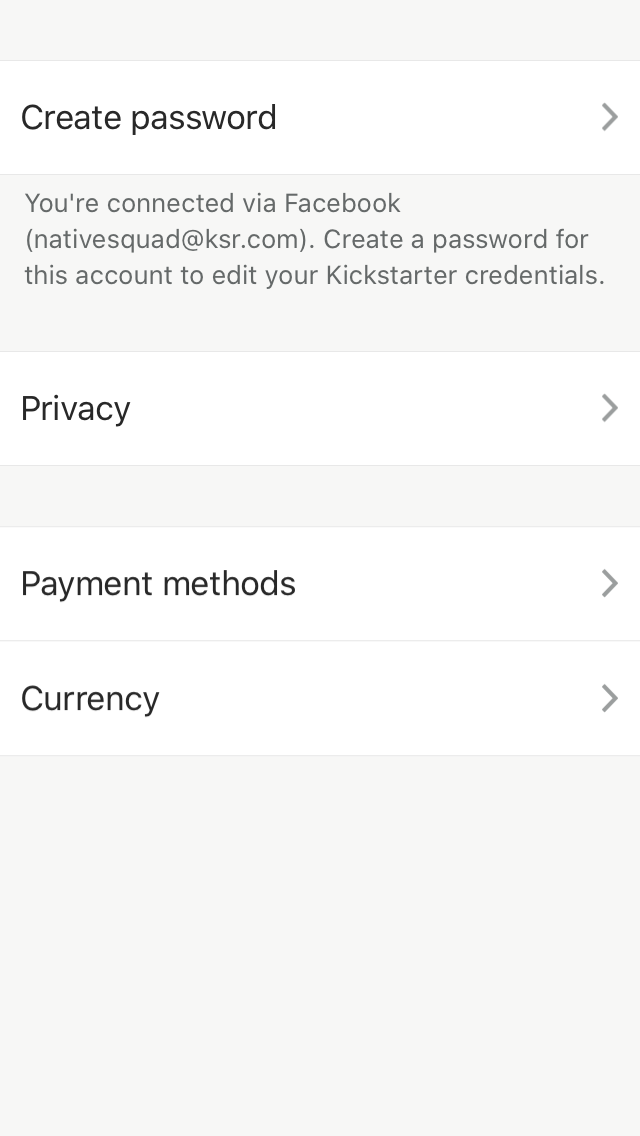 Create password
You're connected via Facebook
(nativesquad@ksr.com). Create a password for
this account to edit your Kickstarter credentials.
Privacy
Payment methods
Currency